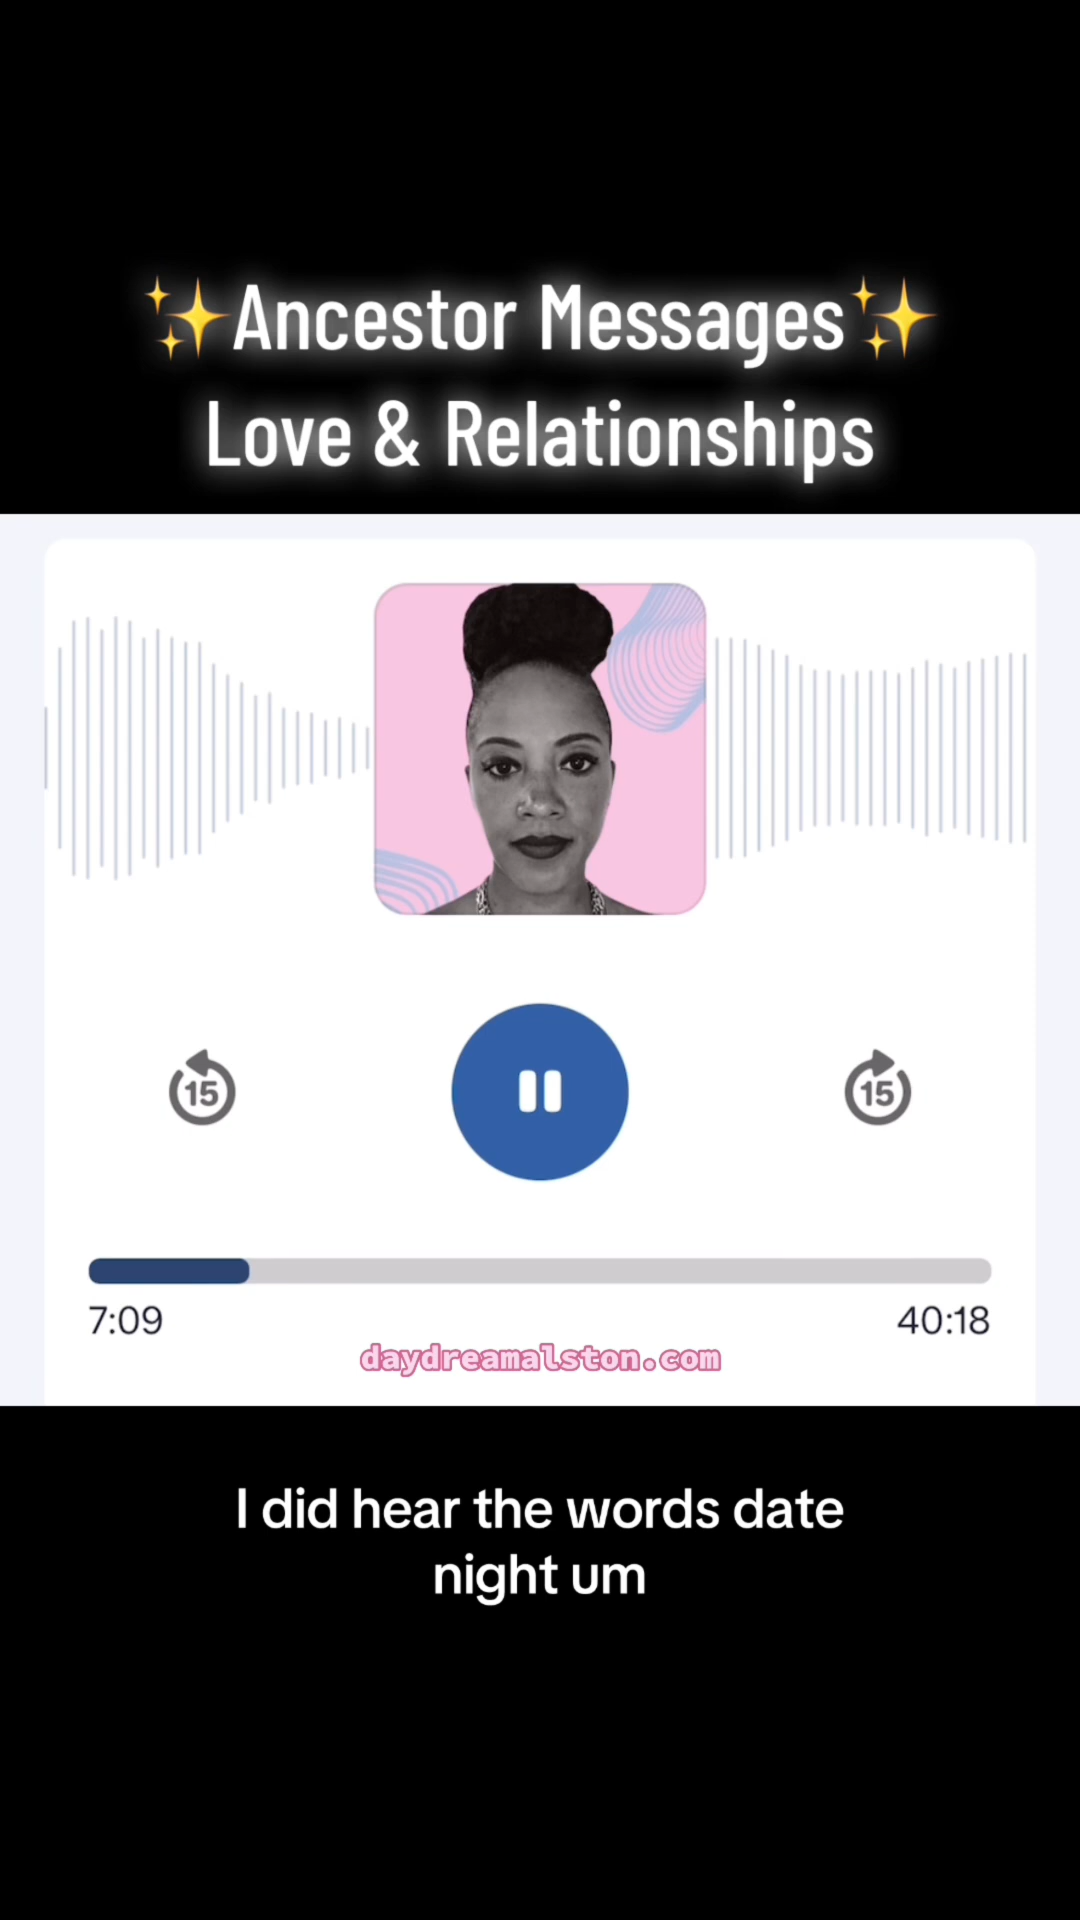 ✨Ancestor Messages✨
Love & Relationships
15
15
7:09
40:18
daydreamalston.com
I did hear the words date
night um